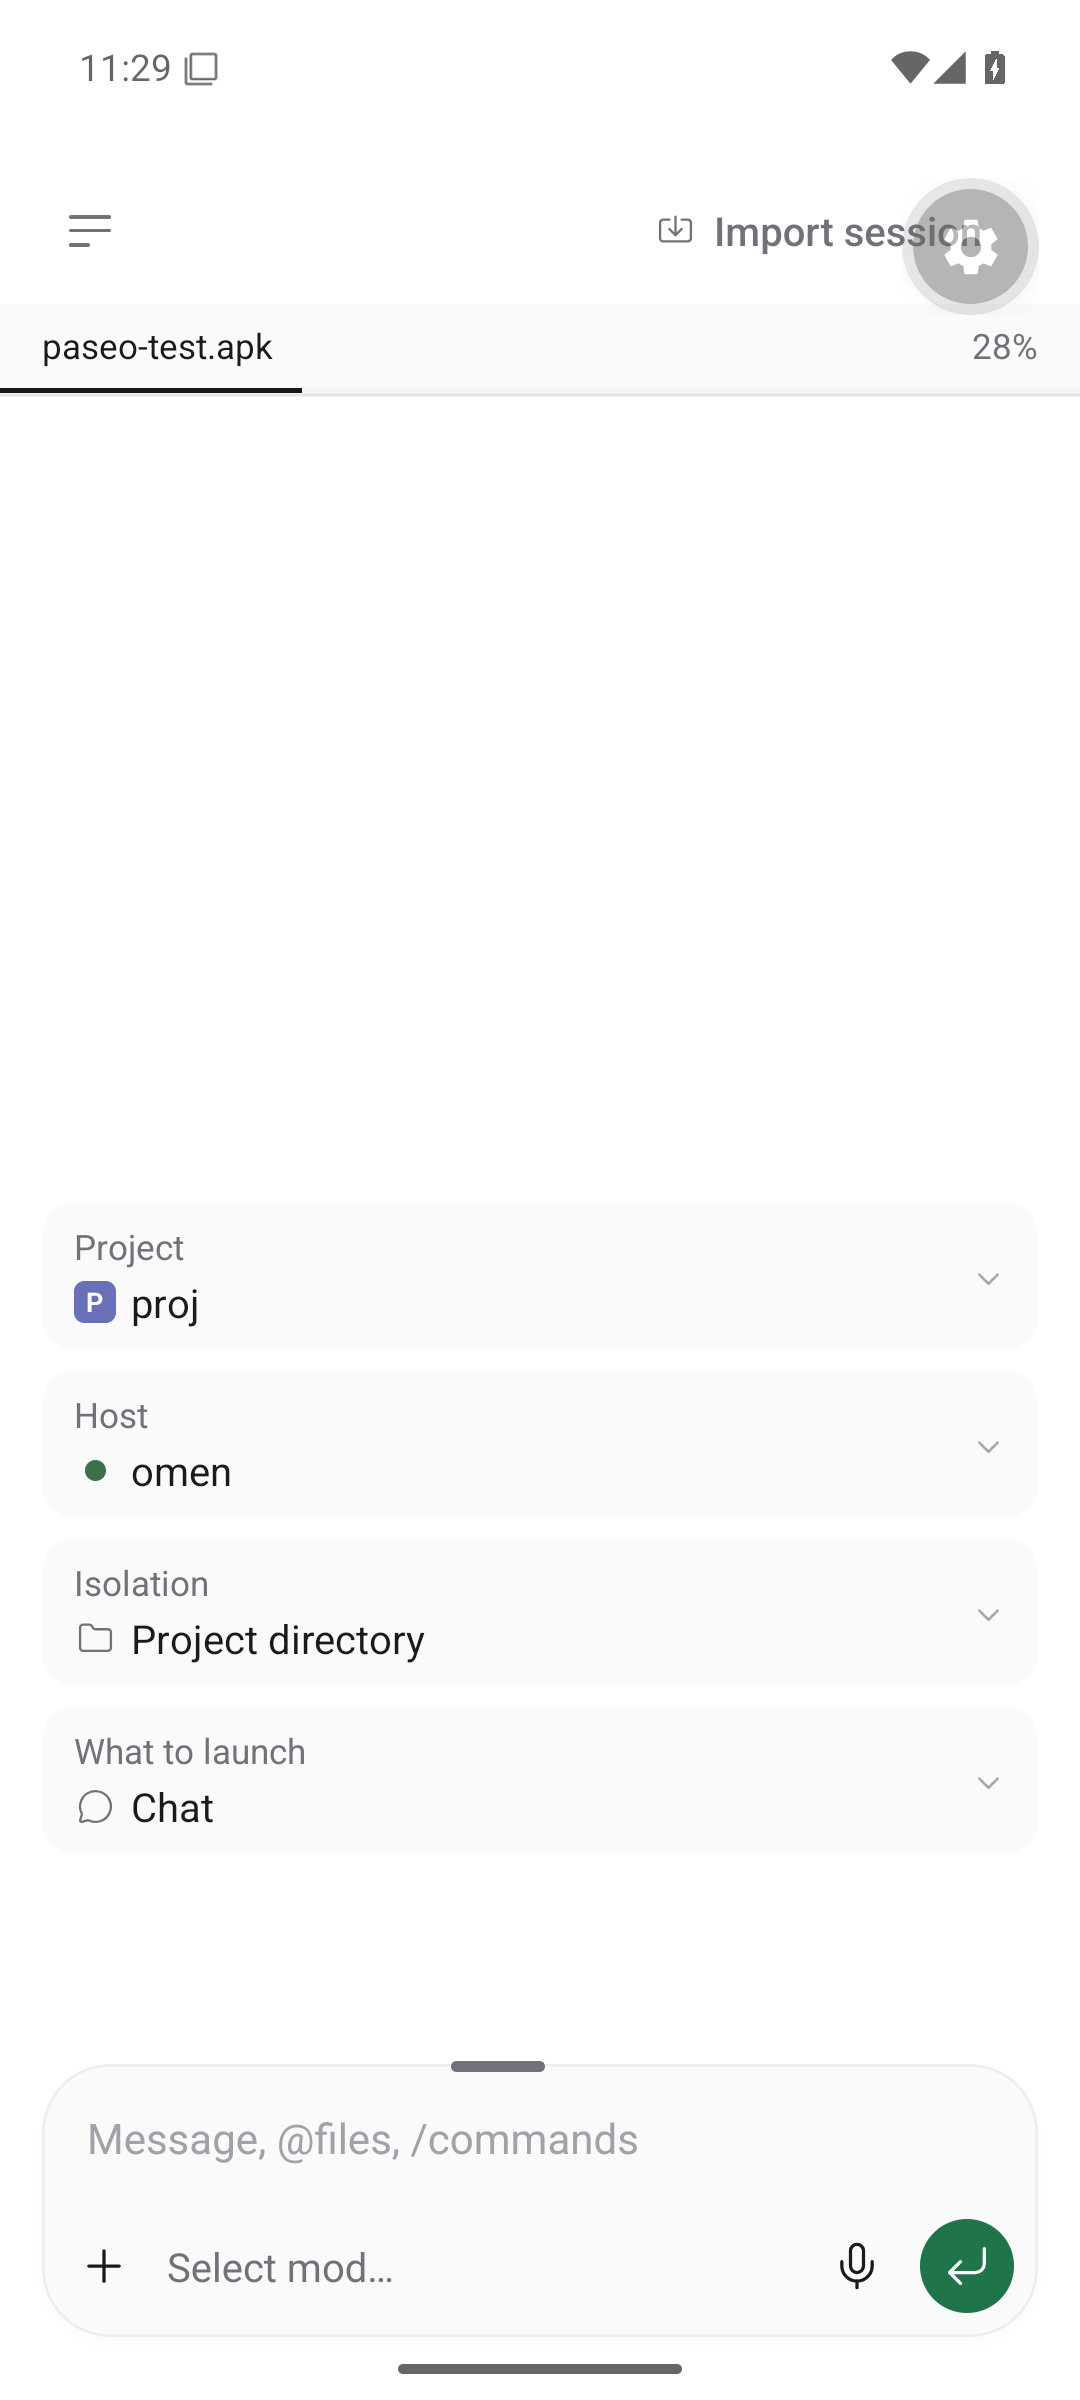 11:29
Import session
paseo-test.apk
28%
Project
P proj
Host
omen
Isolation
Project directory
What to launch
Chat
Message, @files, /commands
Select mod...